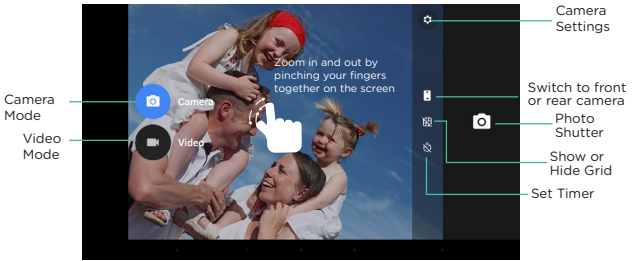 Camera
Settings
Zoom in and out by
pinching your fingers
together on the screen
Switch to front
or rear camera
Camera
Mode
Camera
Photo
Shutter
Video
Mode
Video
Show or
Hide Grid
Set Timer